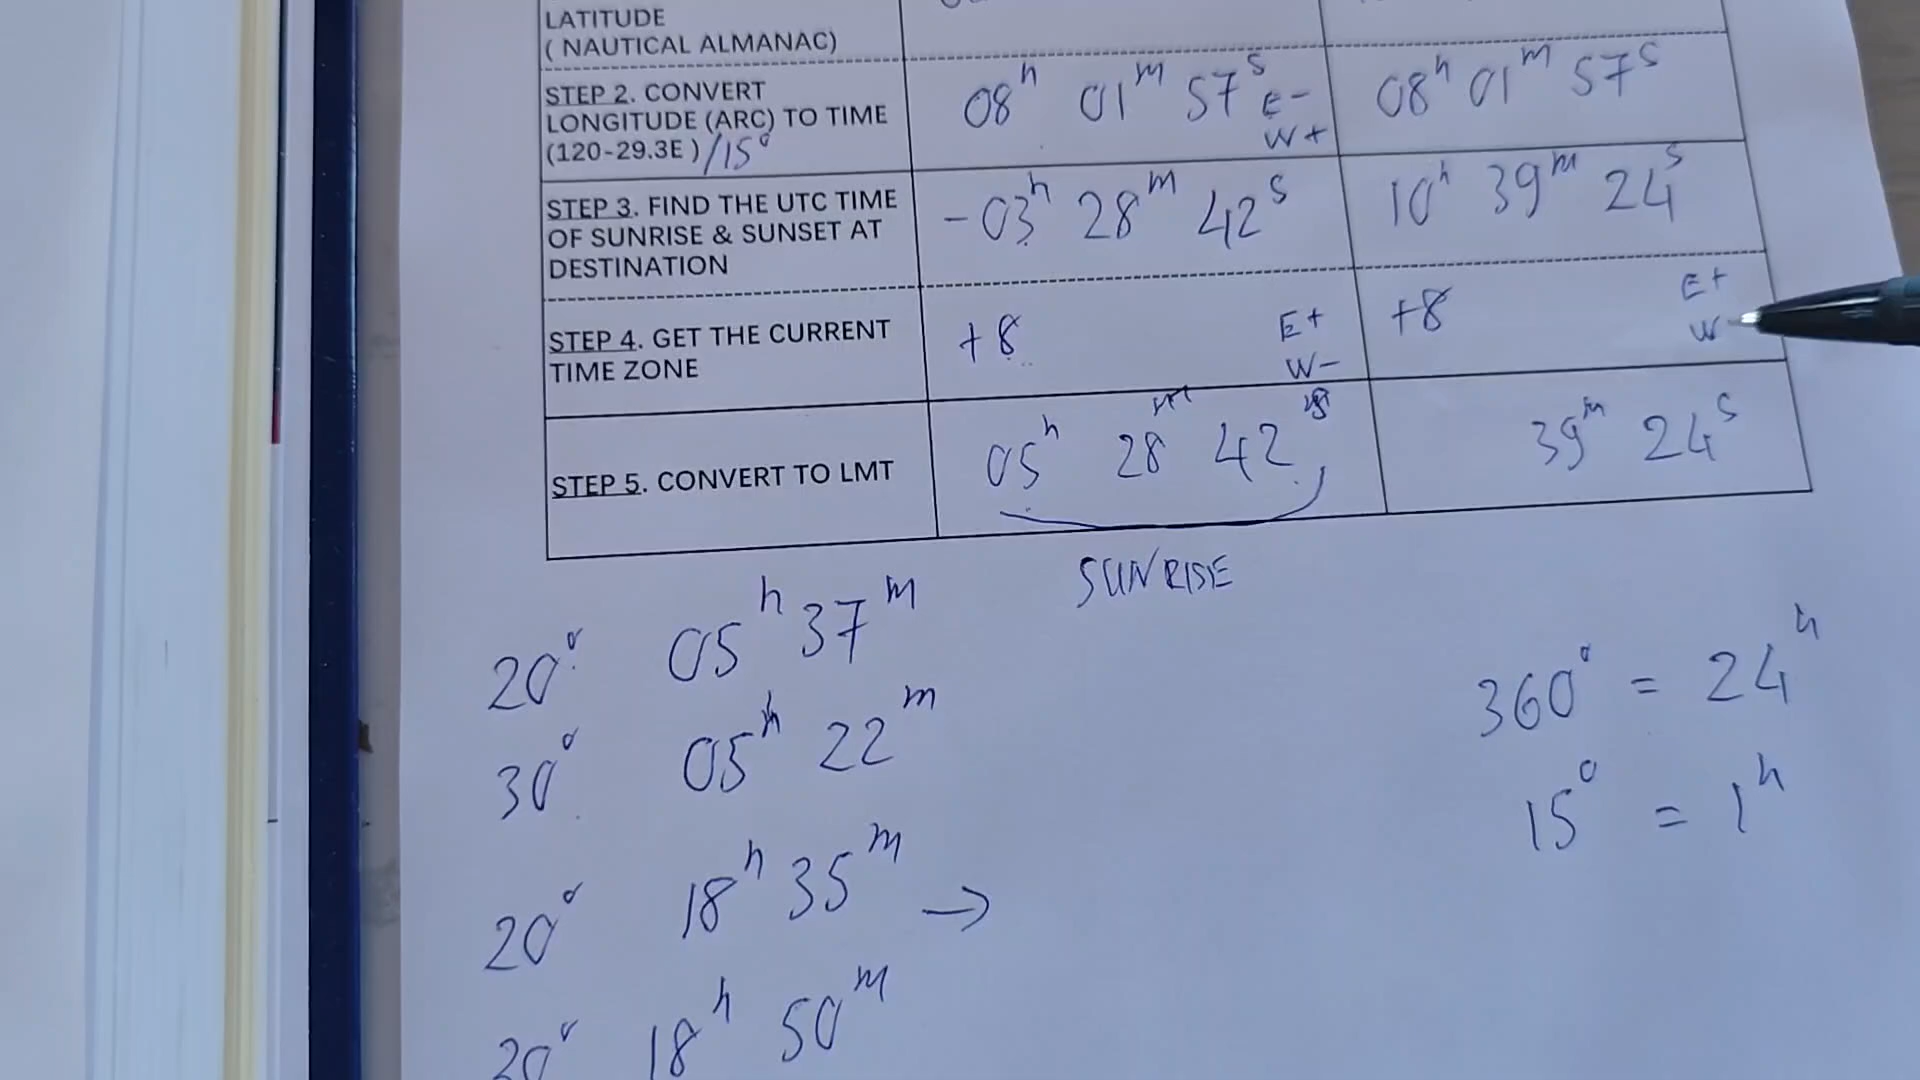 LATITUDE
( NAUTICAL ALMANAC)
STEP 2. CONVERT
LONGITUDE (ARC) TO TIME
(120-29.3E ) /15°
08h 01m 57s E-
W+
08h 01m 57s
STEP 3. FIND THE UTC TIME
OF SUNRISE & SUNSET AT
DESTINATION
-03h 28m 42s
10h 39m 24s
STEP 4. GET THE CURRENT
TIME ZONE
+8 E+
W-
+8 E+
W-
STEP 5. CONVERT TO LMT
05h 28m 42s
39m 24s
SUNRISE
20° 05h 37m
30° 05h 22m
20° 18h 35m →
18h 50m
360° = 24h
15° = 1h